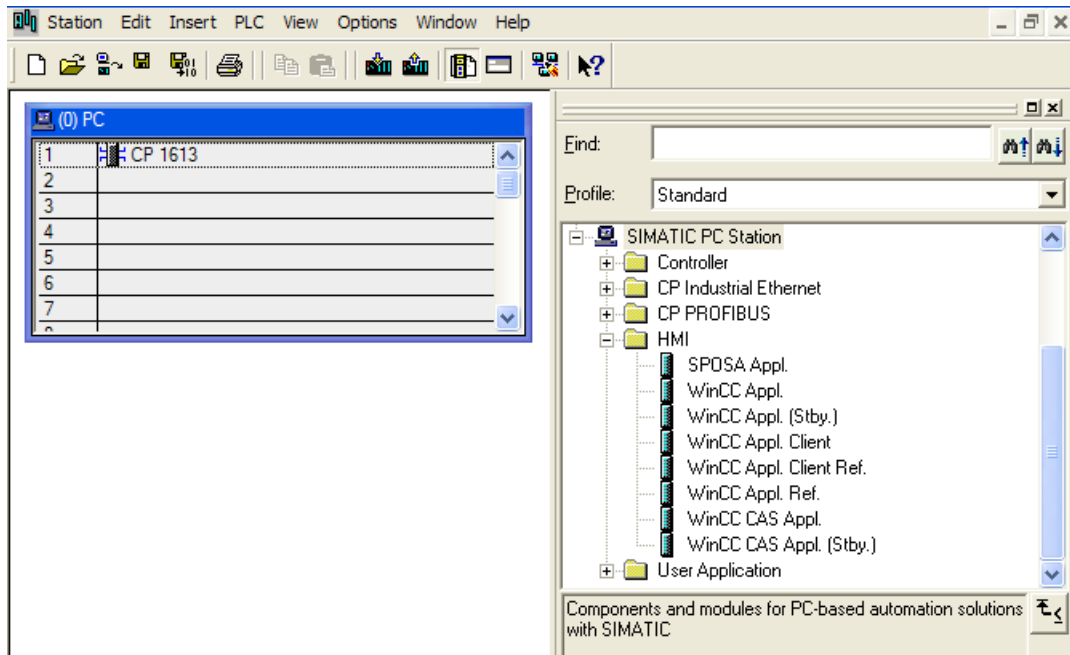 Station Edit Insert PLC View Options Window Help
(0) PC
1 CP 1613
2
3
4
5
6
7
Find:
Profile: Standard
SIMATIC PC Station
Controller
CP Industrial Ethernet
CP PROFIBUS
HMI
SPOSA Appl.
WinCC Appl.
WinCC Appl. (Stby.)
WinCC Appl. Client
WinCC Appl. Client Ref.
WinCC Appl. Ref.
WinCC CAS Appl.
WinCC CAS Appl. (Stby.)
User Application
Components and modules for PC-based automation solutions
with SIMATIC